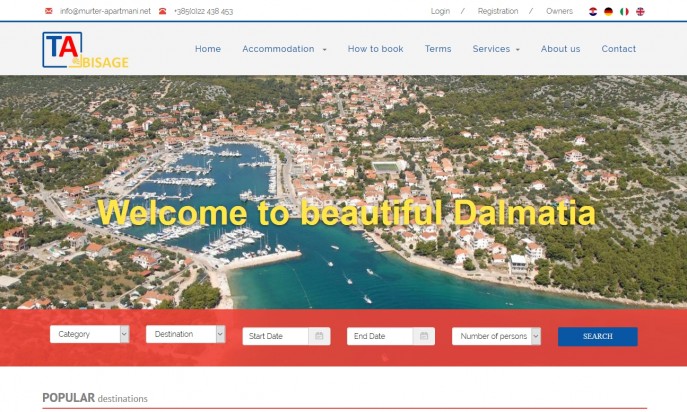 info@murter-apartmani.net +385(0)22 438 453 Login / Registration / Owners
TA
BISAGE
Home Accommodation How to book Terms Services About us Contact
Welcome to beautiful Dalmatia
Category Destination Start Date End Date Number of persons SEARCH
POPULAR destinations